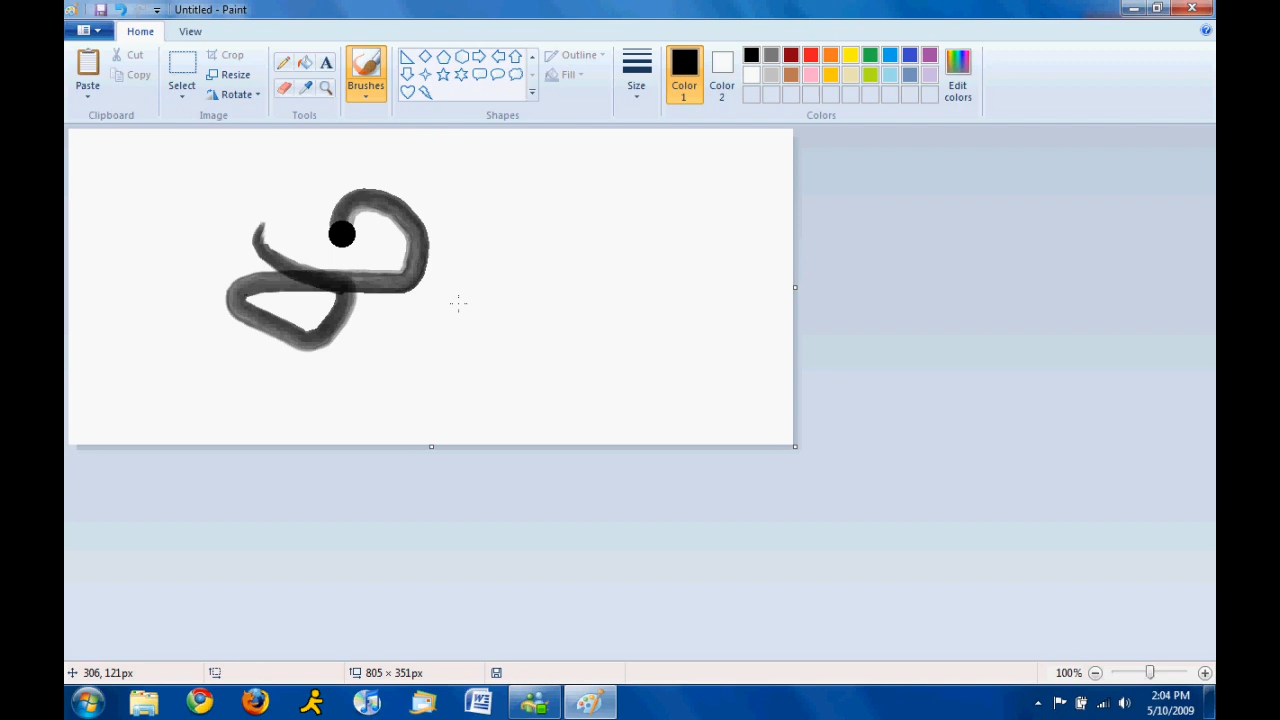 Untitled - Paint
Home View
Paste
Cut
Copy
Clipboard
Select
Crop
Resize
Rotate
Image
A
Tools
Brushes
Outline
Fill
Shapes
Size
Color 1
Color 2
Edit colors
Colors
306, 121px
805 × 351px
100%
2:04 PM
5/10/2009